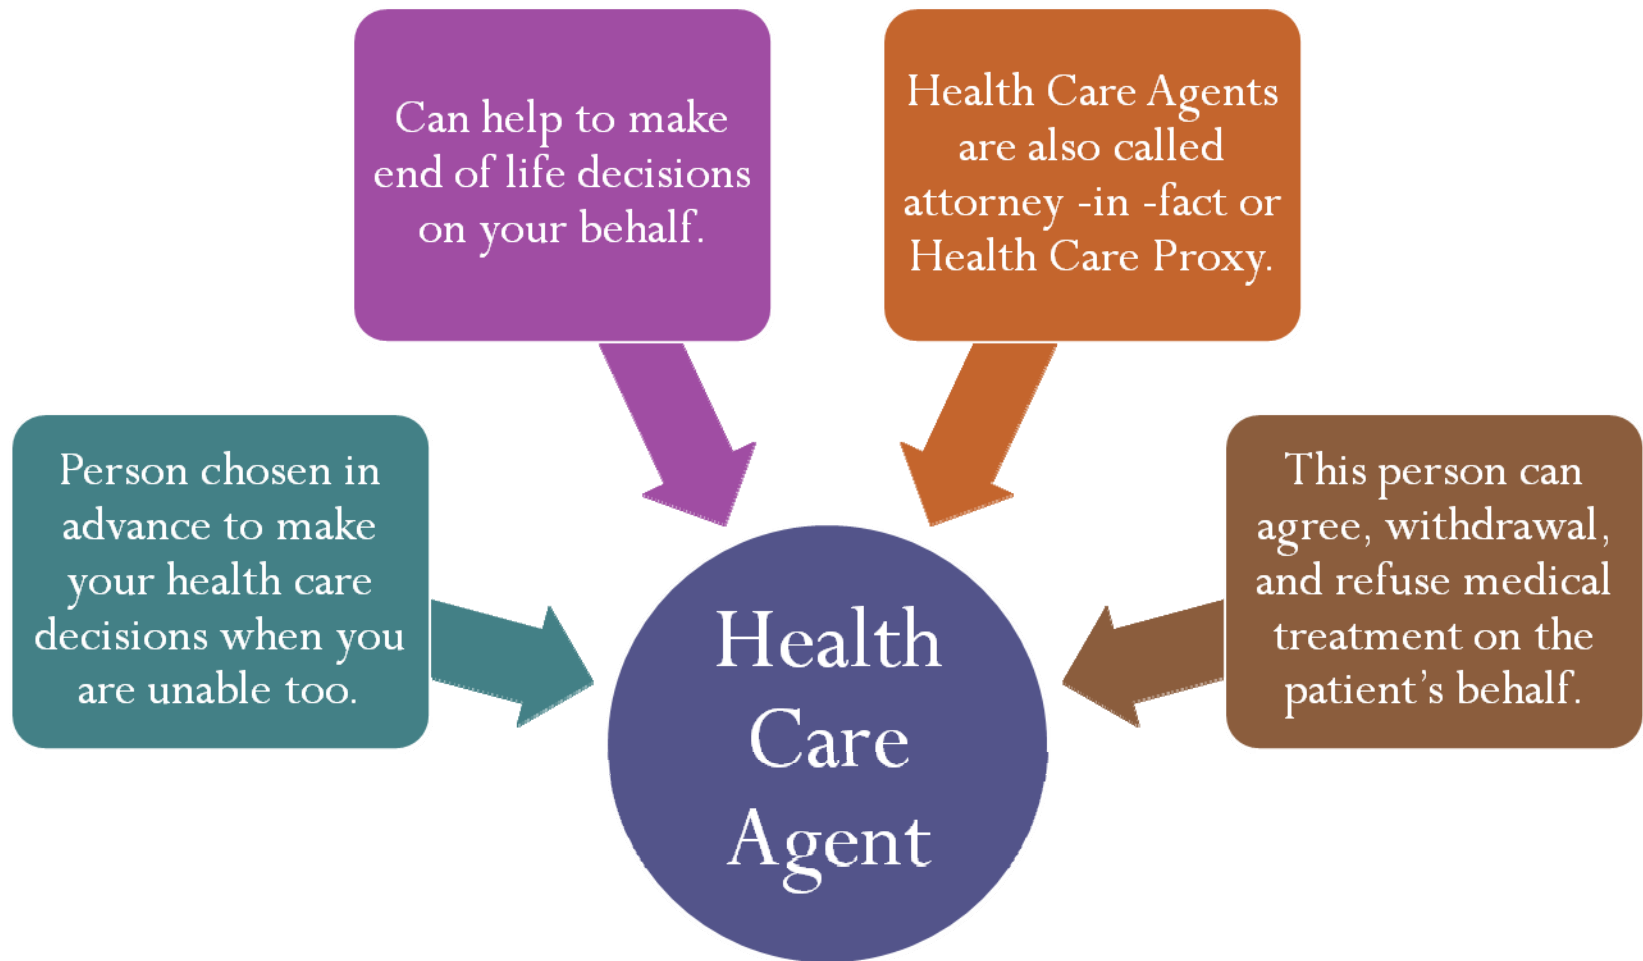 Can help to make
end of life decisions
on your behalf.
Health Care Agents
are also called
attorney -in -fact or
Health Care Proxy.
Person chosen in
advance to make
your health care
decisions when you
are unable too.
This person can
agree, withdrawal,
and refuse medical
treatment on the
patient’s behalf.
Health
Care
Agent